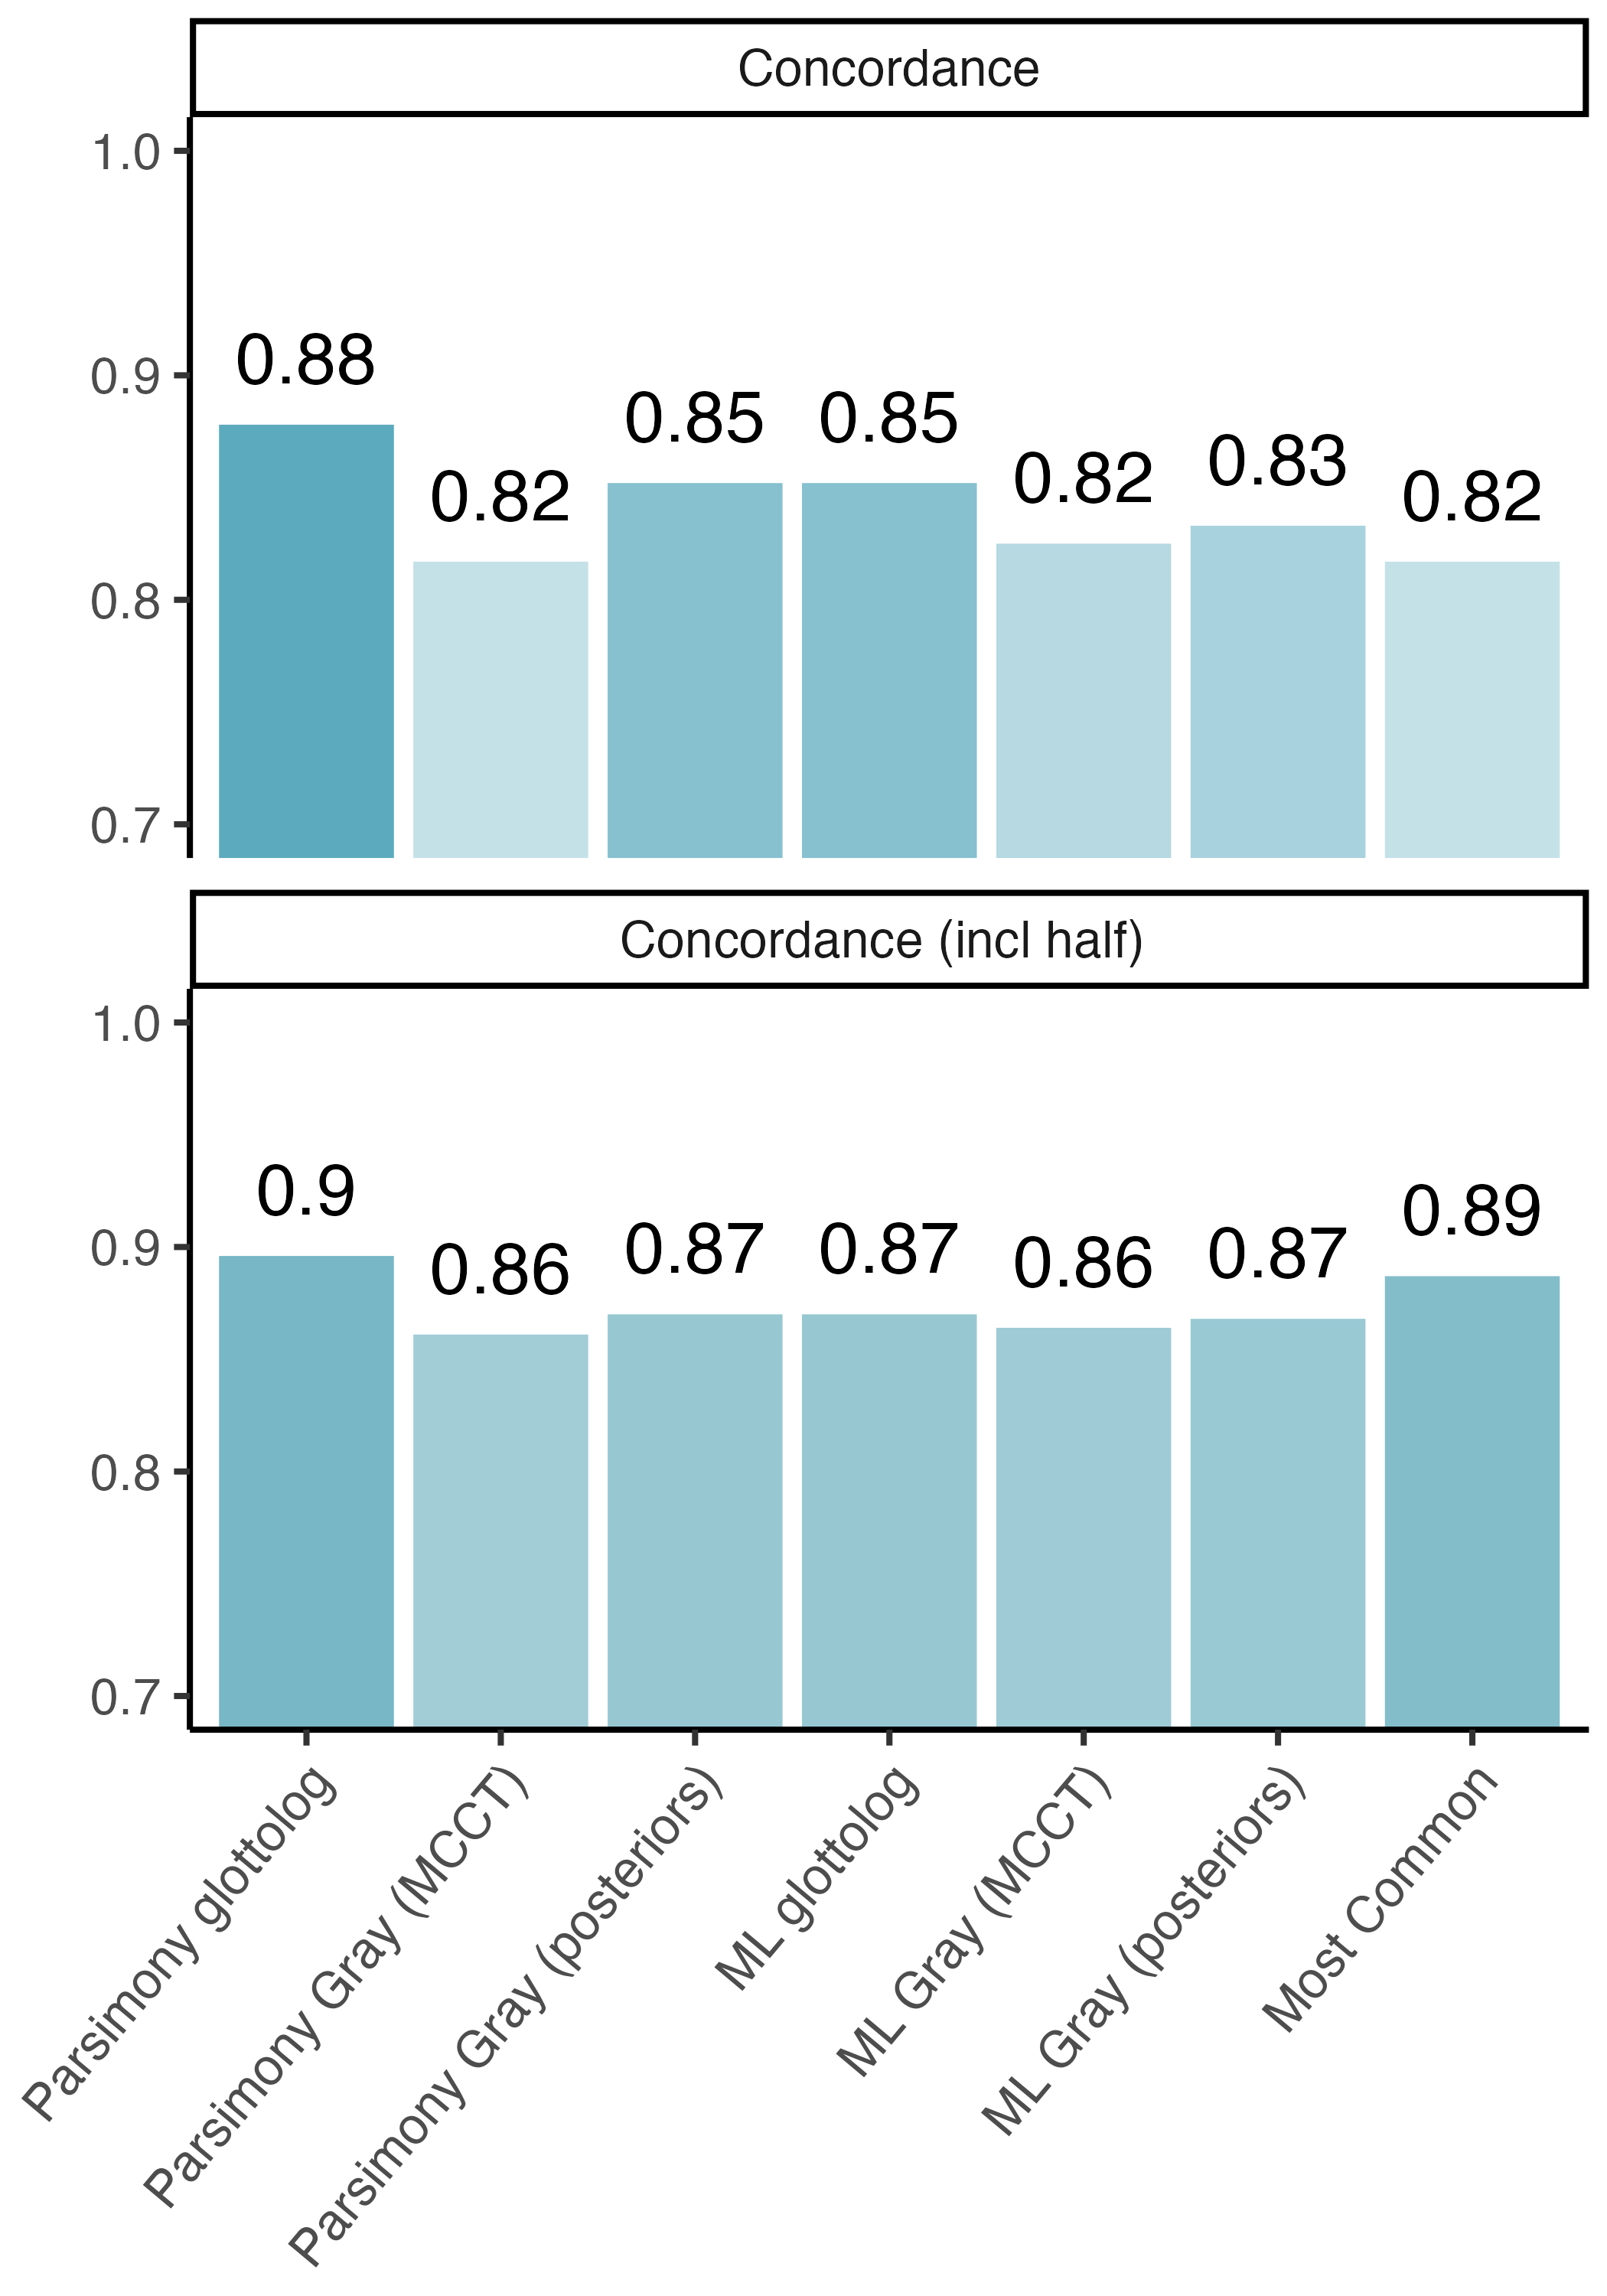 Concordance
1.0
0.9
0.8
0.7
0.88
0.82
0.85
0.85
0.82
0.83
0.82
Concordance (incl half)
1.0
0.9
0.8
0.7
0.9
0.86
0.87
0.87
0.86
0.87
0.89
Parsimony glottolog
Parsimony Gray (MCCT)
Parsimony Gray (posteriors)
ML glottolog
ML Gray (MCCT)
ML Gray (posteriors)
Most Common